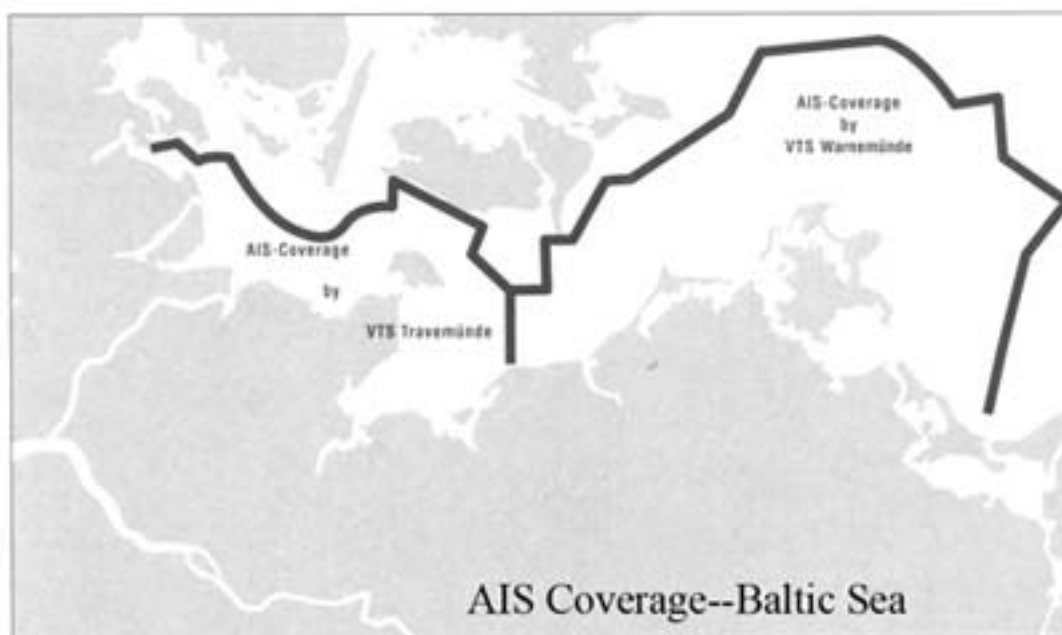 AIS-Coverage
by
VTS Warnemünde
AIS-Coverage
by
VTS Travemünde
AIS Coverage--Baltic Sea